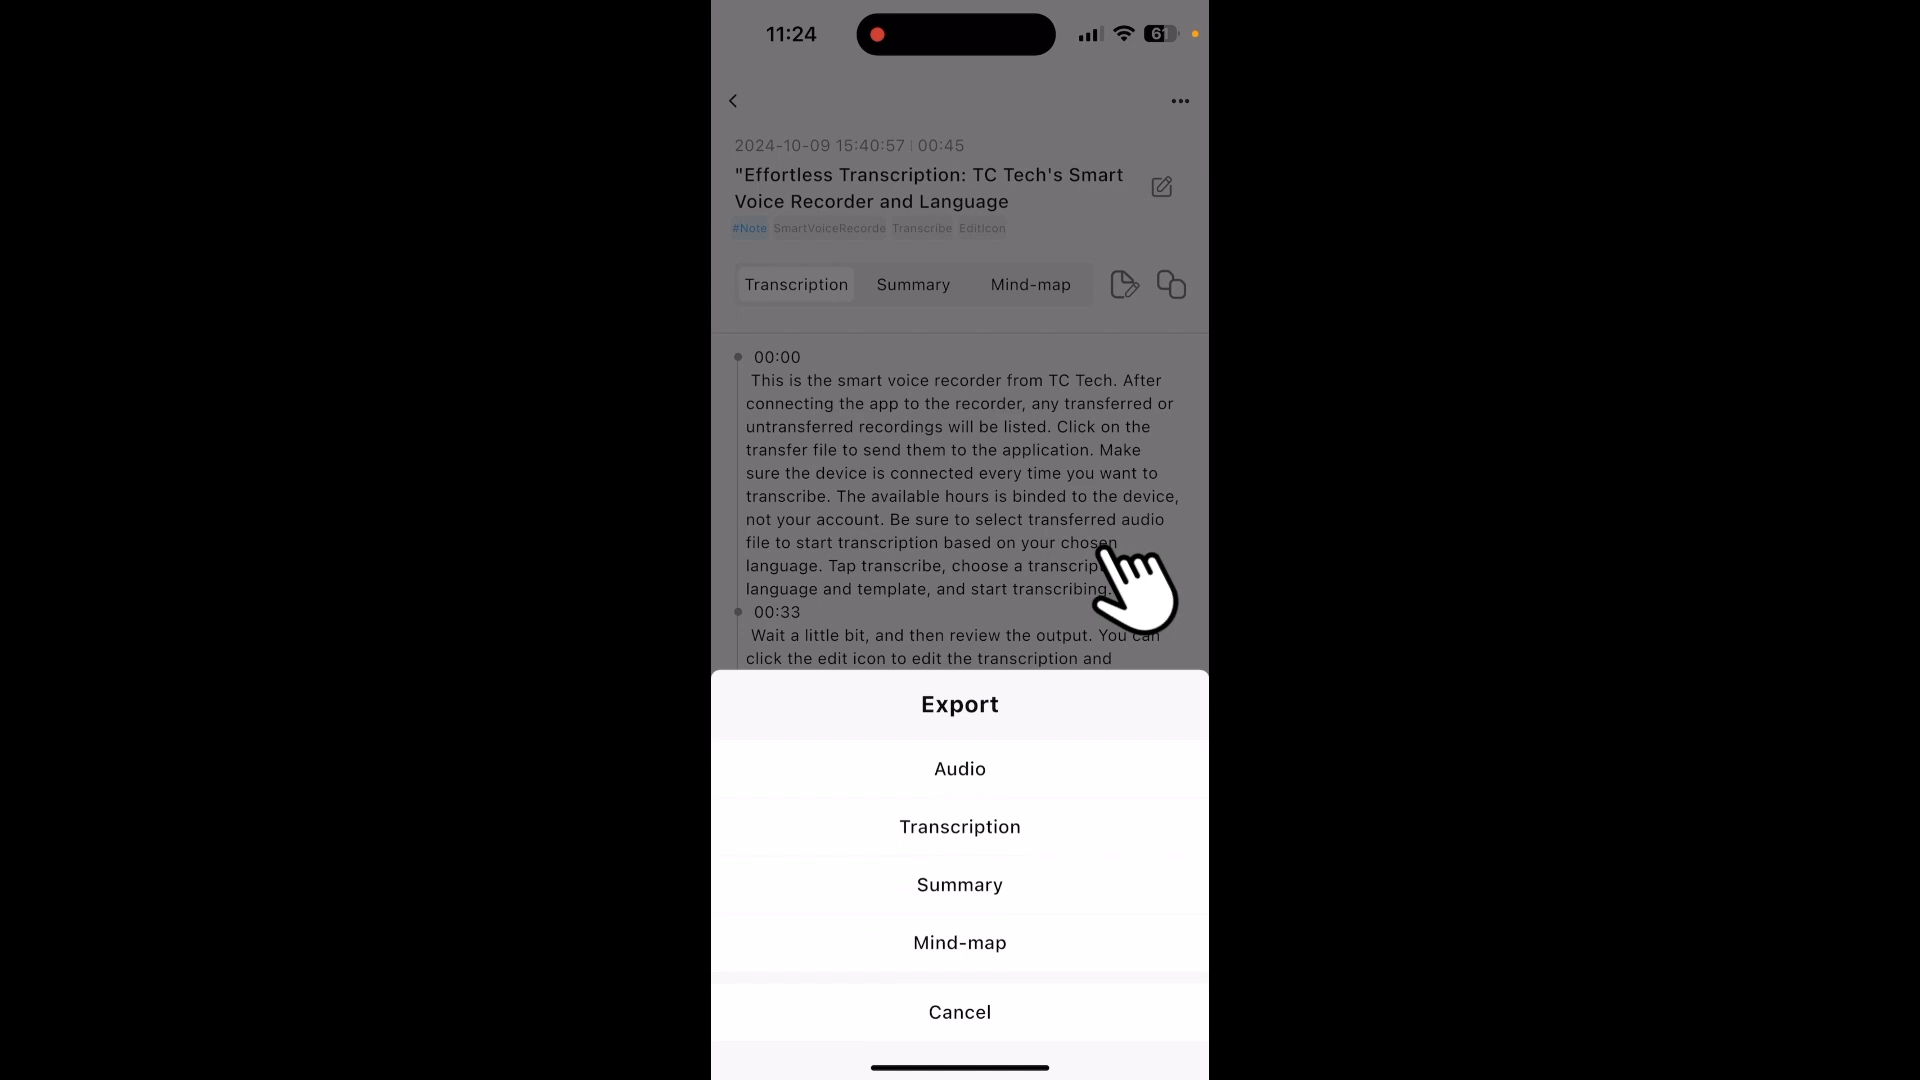 11:24
61
2024-10-09 15:40:57 | 00:45
"Effortless Transcription: TC Tech's Smart
Voice Recorder and Language
#Note SmartVoiceRecorde Transcribe EditIcon
Transcription Summary Mind-map
00:00
This is the smart voice recorder from TC Tech. After
connecting the app to the recorder, any transferred or
untransferred recordings will be listed. Click on the
transfer file to send them to the application. Make
sure the device is connected every time you want to
transcribe. The available hours is binded to the device,
not your account. Be sure to select transferred audio
file to start transcription based on your chosen
language. Tap transcribe, choose a
language and template, and start transcribing.
00:33
Wait a little bit, and then review the output. You can
click the edit icon to edit the transcription and
Export
Audio
Transcription
Summary
Mind-map
Cancel